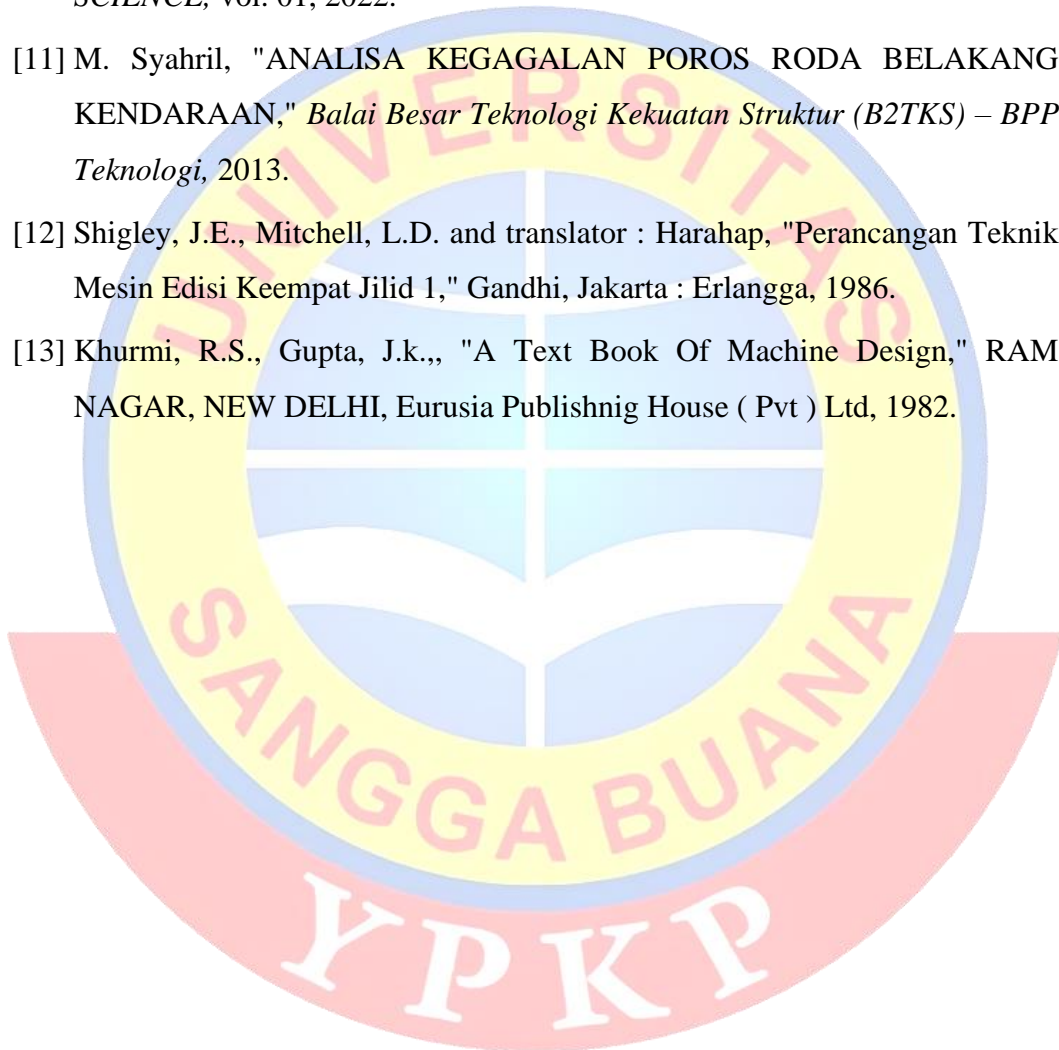 SCIENCE, vol. 01, 2022.
[11] M. Syahril, "ANALISA KEGAGALAN POROS RODA BELAKANG
KENDARAAN," Balai Besar Teknologi Kekuatan Struktur (B2TKS) – BPP
Teknologi, 2013.
[12] Shigley, J.E., Mitchell, L.D. and translator : Harahap, "Perancangan Teknik
Mesin Edisi Keempat Jilid 1," Gandhi, Jakarta : Erlangga, 1986.
[13] Khurmi, R.S., Gupta, J.k.,, "A Text Book Of Machine Design," RAM
NAGAR, NEW DELHI, Eurusia Publishnig House ( Pvt ) Ltd, 1982.
UNIVERSITAS
SANGGA BUANA
YPKP